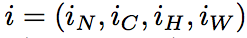 i = (i_N, i_C, i_H, i_W)